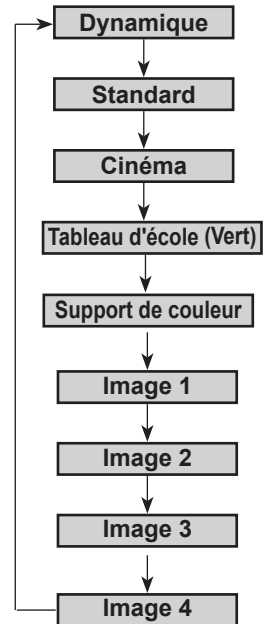 Dynamique
Standard
Cinéma
Tableau d'école (Vert)
Support de couleur
Image 1
Image 2
Image 3
Image 4